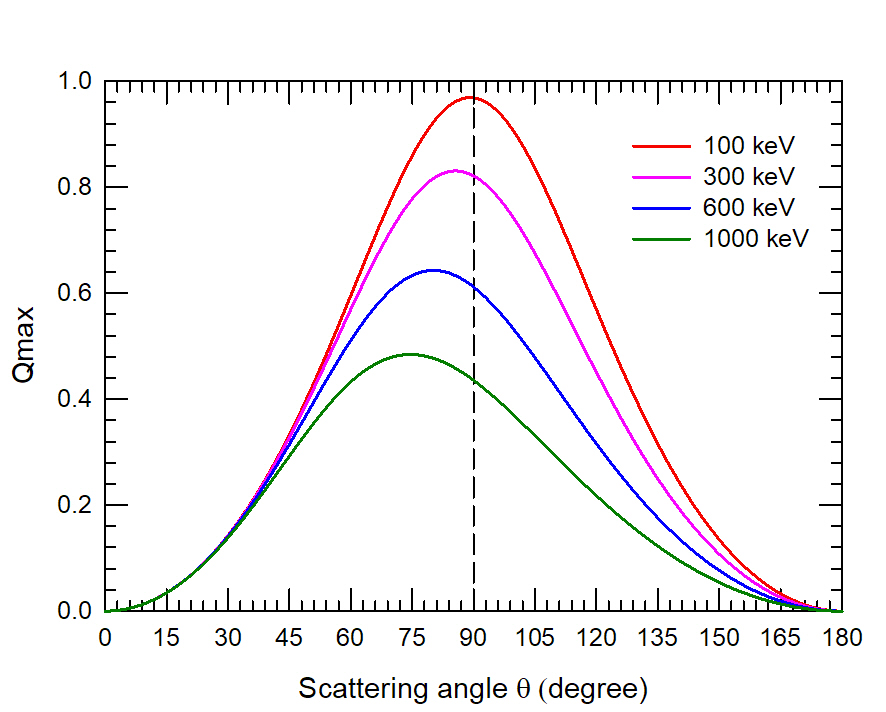 1.0
0.8
0.6
0.4
0.2
0.0
Qmax
100 keV
300 keV
600 keV
1000 keV
0 15 30 45 60 75 90 105 120 135 150 165 180
Scattering angle θ (degree)